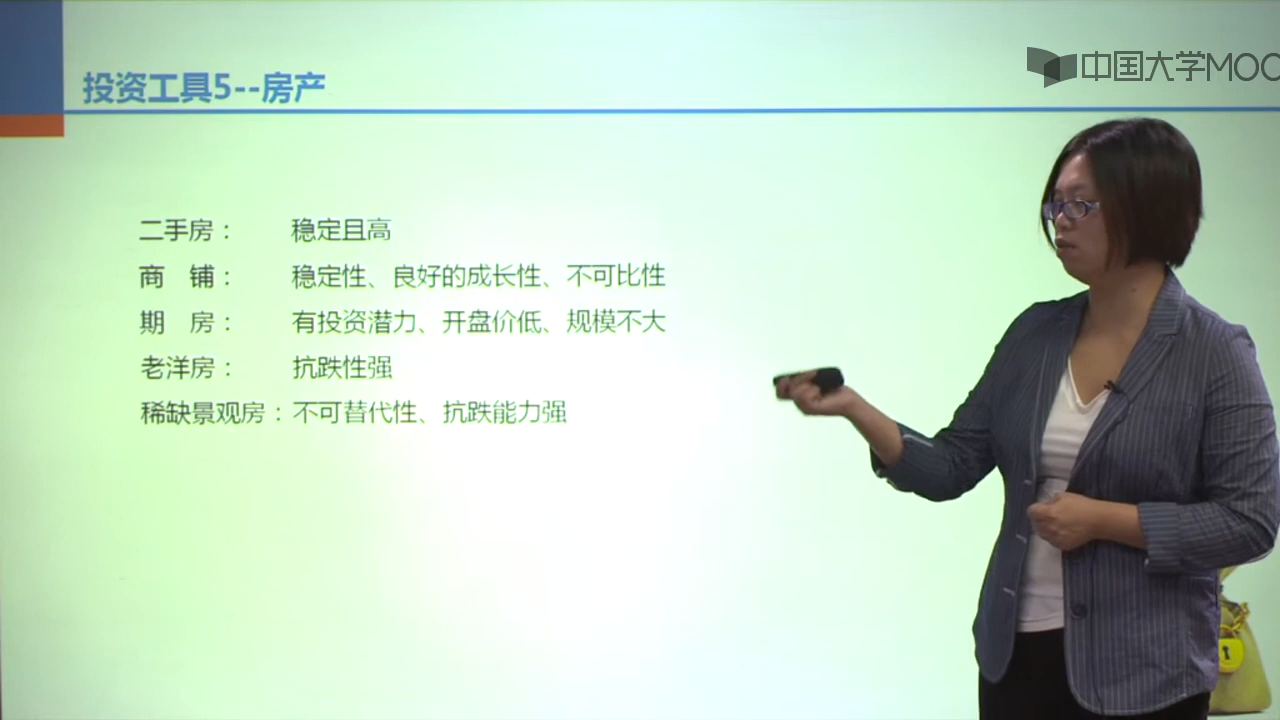 投资工具5--房产
中国大学MOO
二手房： 稳定且高
商 铺： 稳定性、良好的成长性、不可比性
期 房： 有投资潜力、开盘价低、规模不大
老洋房： 抗跌性强
稀缺景观房：不可替代性、抗跌能力强